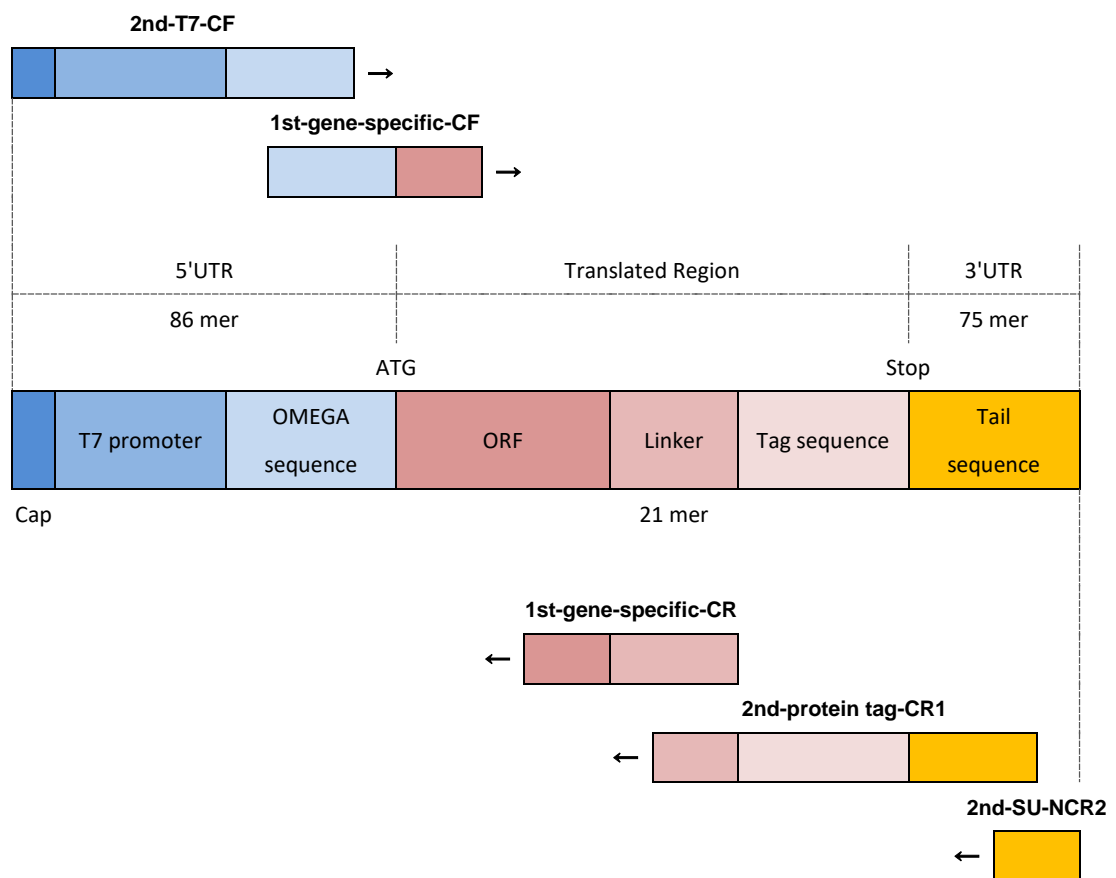 2nd-T7-CF
1st-gene-specific-CF
5'UTR
Translated Region
3'UTR
86 mer
75 mer
ATG
Stop
T7 promoter
OMEGA
sequence
ORF
Linker
Tag sequence
Tail
sequence
Cap
21 mer
1st-gene-specific-CR
2nd-protein tag-CR1
2nd-SU-NCR2